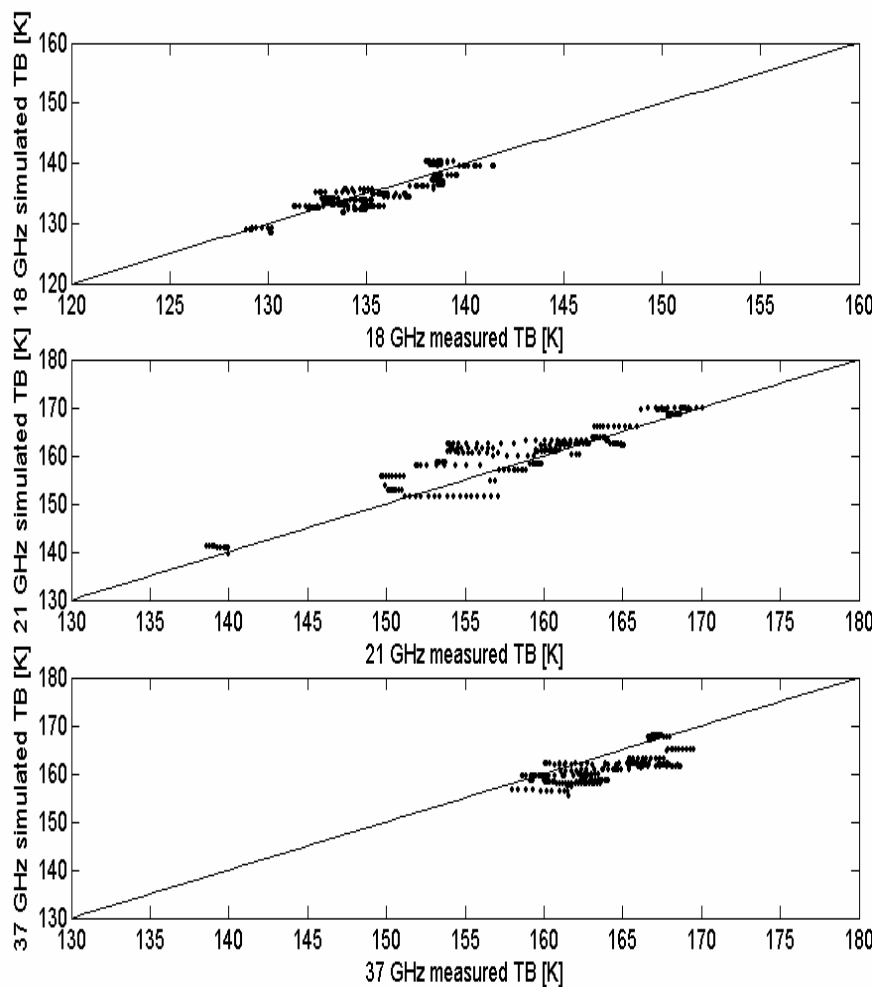 18 GHz simulated TB [K]
160
150
140
130
120
120 125 130 135 140 145 150 155 160
18 GHz measured TB [K]
21 GHz simulated TB [K]
180
170
160
150
140
130
130 135 140 145 150 155 160 165 170 175 180
21 GHz measured TB [K]
37 GHz simulated TB [K]
180
170
160
150
140
130
130 135 140 145 150 155 160 165 170 175 180
37 GHz measured TB [K]